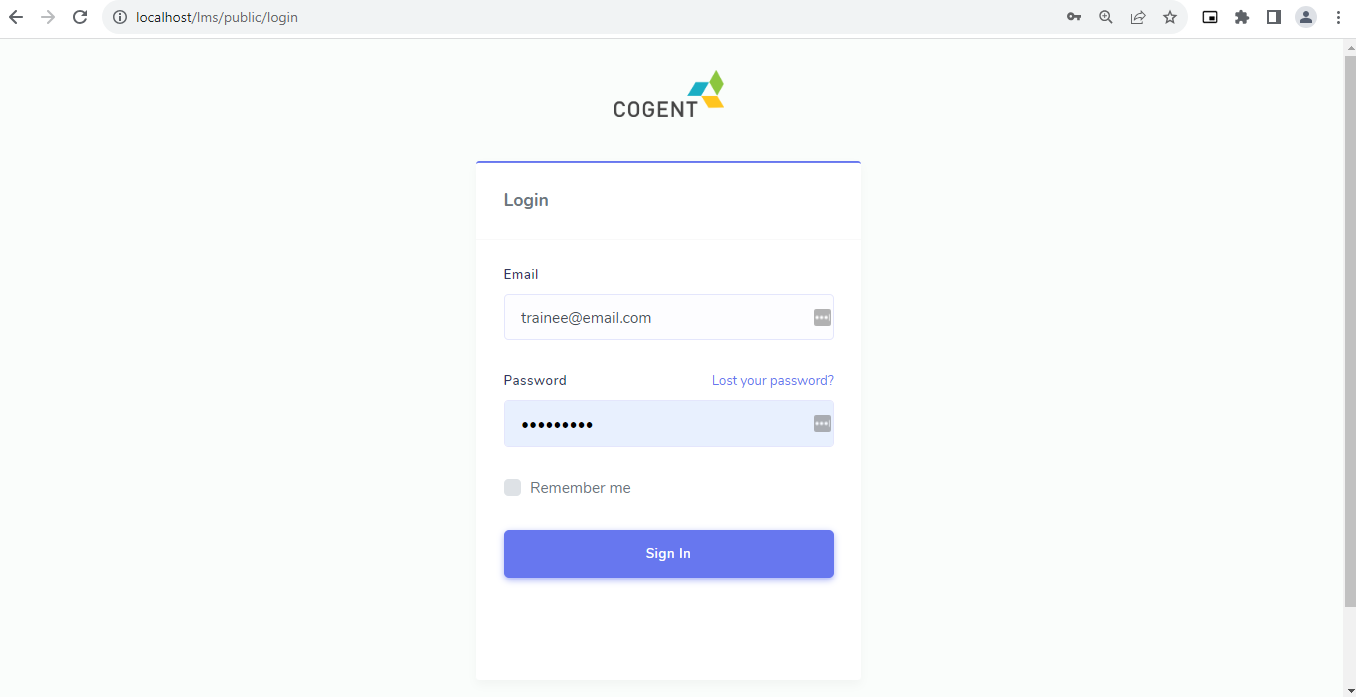 localhost/lms/public/login
COGENT
Login
Email
trainee@email.com
Password Lost your password?
•••••••••
Remember me
Sign In